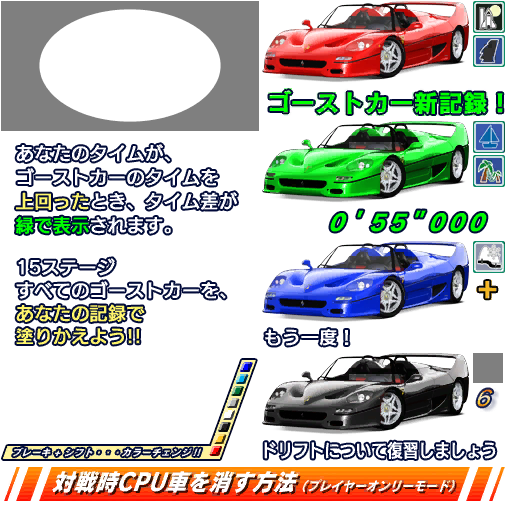 ゴーストカー新記録!
あなたのタイムが、
ゴーストカーのタイムを
上回ったとき、タイム差が
緑で表示されます。
0'55"000
15ステージ
すべてのゴーストカーを、
あなたの記録で
塗りかえよう!!
+
もう一度!
6
ブレーキ+シフト・・・カラーチェンジ!!
ドリフトについて復習しましょう
対戦時CPU車を消す方法(プレイヤーオンリーモード)